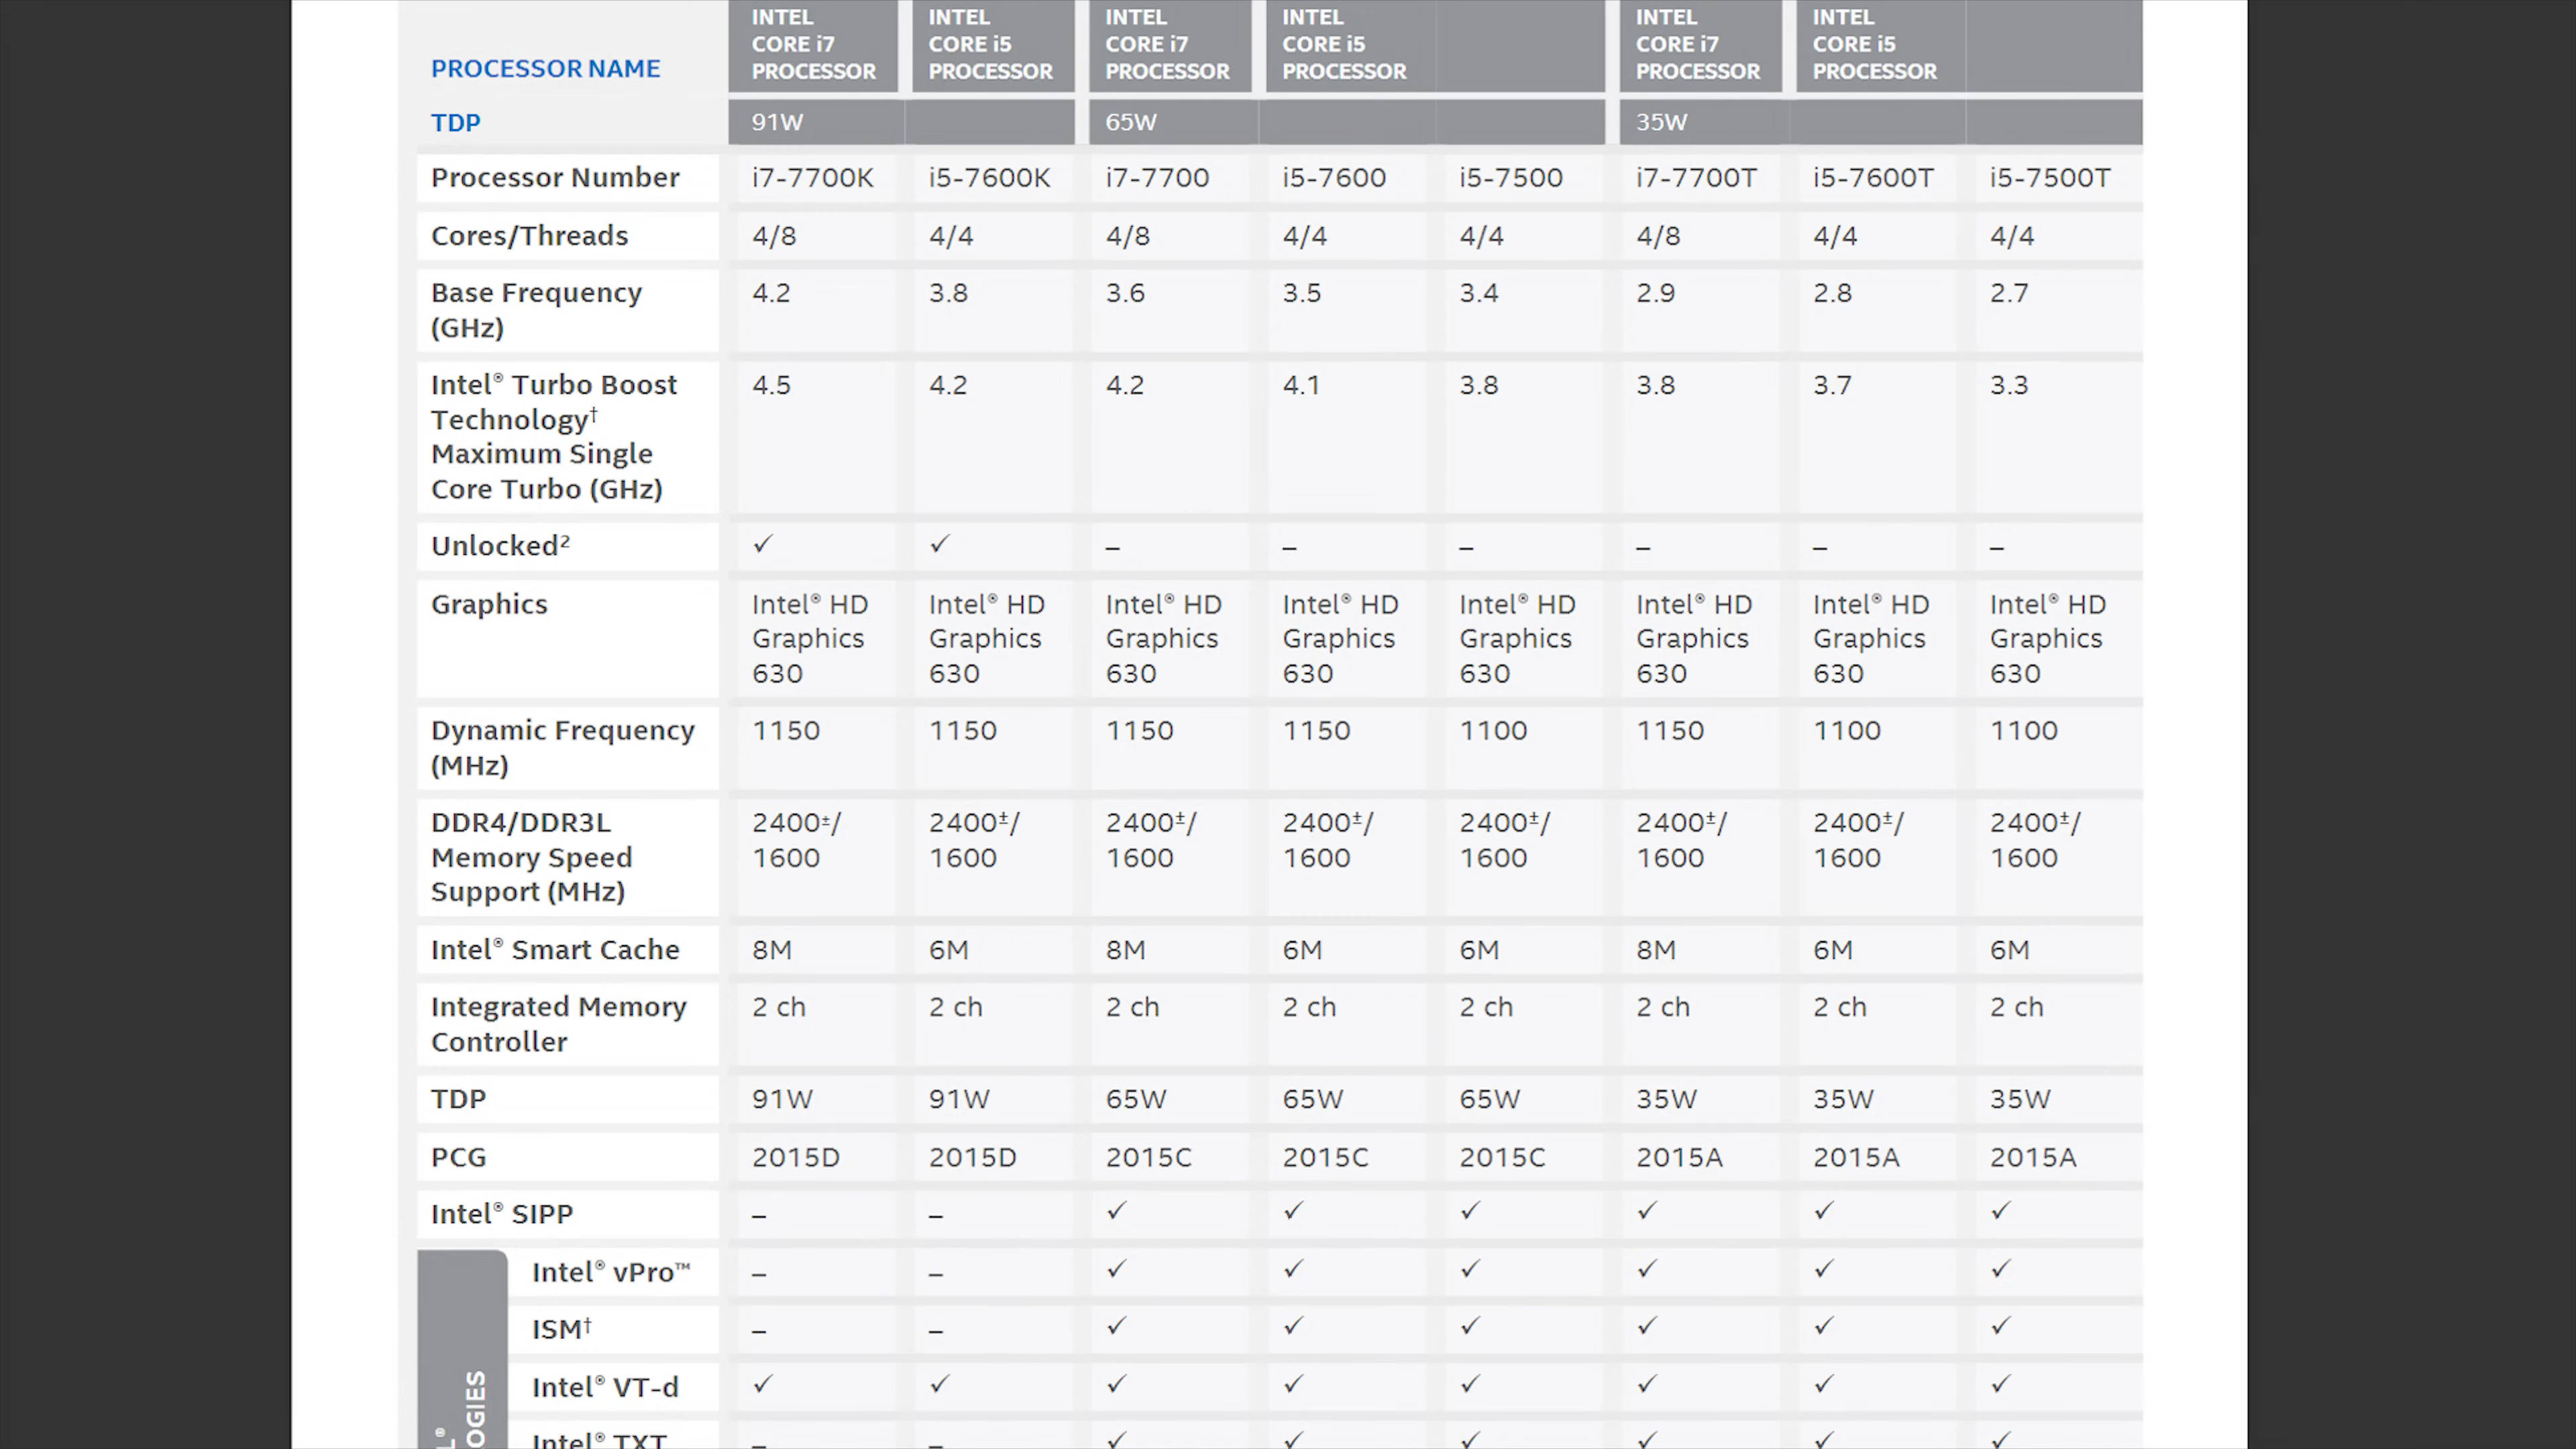 PROCESSOR NAME INTEL CORE i7 PROCESSOR INTEL CORE i5 PROCESSOR INTEL CORE i7 PROCESSOR INTEL CORE i5 PROCESSOR INTEL CORE i7 PROCESSOR INTEL CORE i5 PROCESSOR
TDP 91W 65W 35W
Processor Number i7-7700K i5-7600K i7-7700 i5-7600 i5-7500 i7-7700T i5-7600T i5-7500T
Cores/Threads 4/8 4/4 4/8 4/4 4/4 4/8 4/4 4/4
Base Frequency (GHz) 4.2 3.8 3.6 3.5 3.4 2.9 2.8 2.7
Intel® Turbo Boost Technology† Maximum Single Core Turbo (GHz) 4.5 4.2 4.2 4.1 3.8 3.8 3.7 3.3
Unlocked² ✓ ✓ – – – – – –
Graphics Intel® HD Graphics 630 Intel® HD Graphics 630 Intel® HD Graphics 630 Intel® HD Graphics 630 Intel® HD Graphics 630 Intel® HD Graphics 630 Intel® HD Graphics 630 Intel® HD Graphics 630
Dynamic Frequency (MHz) 1150 1150 1150 1150 1100 1150 1100 1100
DDR4/DDR3L Memory Speed Support (MHz) 2400±/1600 2400±/1600 2400±/1600 2400±/1600 2400±/1600 2400±/1600 2400±/1600 2400±/1600
Intel® Smart Cache 8M 6M 8M 6M 6M 8M 6M 6M
Integrated Memory Controller 2 ch 2 ch 2 ch 2 ch 2 ch 2 ch 2 ch 2 ch
TDP 91W 91W 65W 65W 65W 35W 35W 35W
PCG 2015D 2015D 2015C 2015C 2015C 2015A 2015A 2015A
Intel® SIPP – – ✓ ✓ ✓ ✓ ✓ ✓
Intel® vPro™ – – ✓ ✓ ✓ ✓ ✓ ✓
ISM† – – ✓ ✓ ✓ ✓ ✓ ✓
Intel® VT-d ✓ ✓ ✓ ✓ ✓ ✓ ✓ ✓
Intel® TXT – – ✓ ✓ ✓ ✓ ✓ ✓